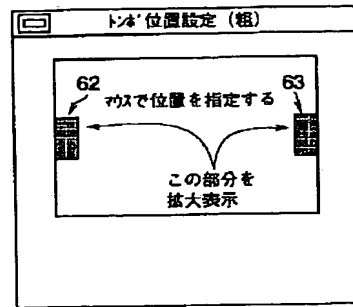 トンボ位置設定（粗）
62
63
マウスで位置を指定する
この部分を
拡大表示